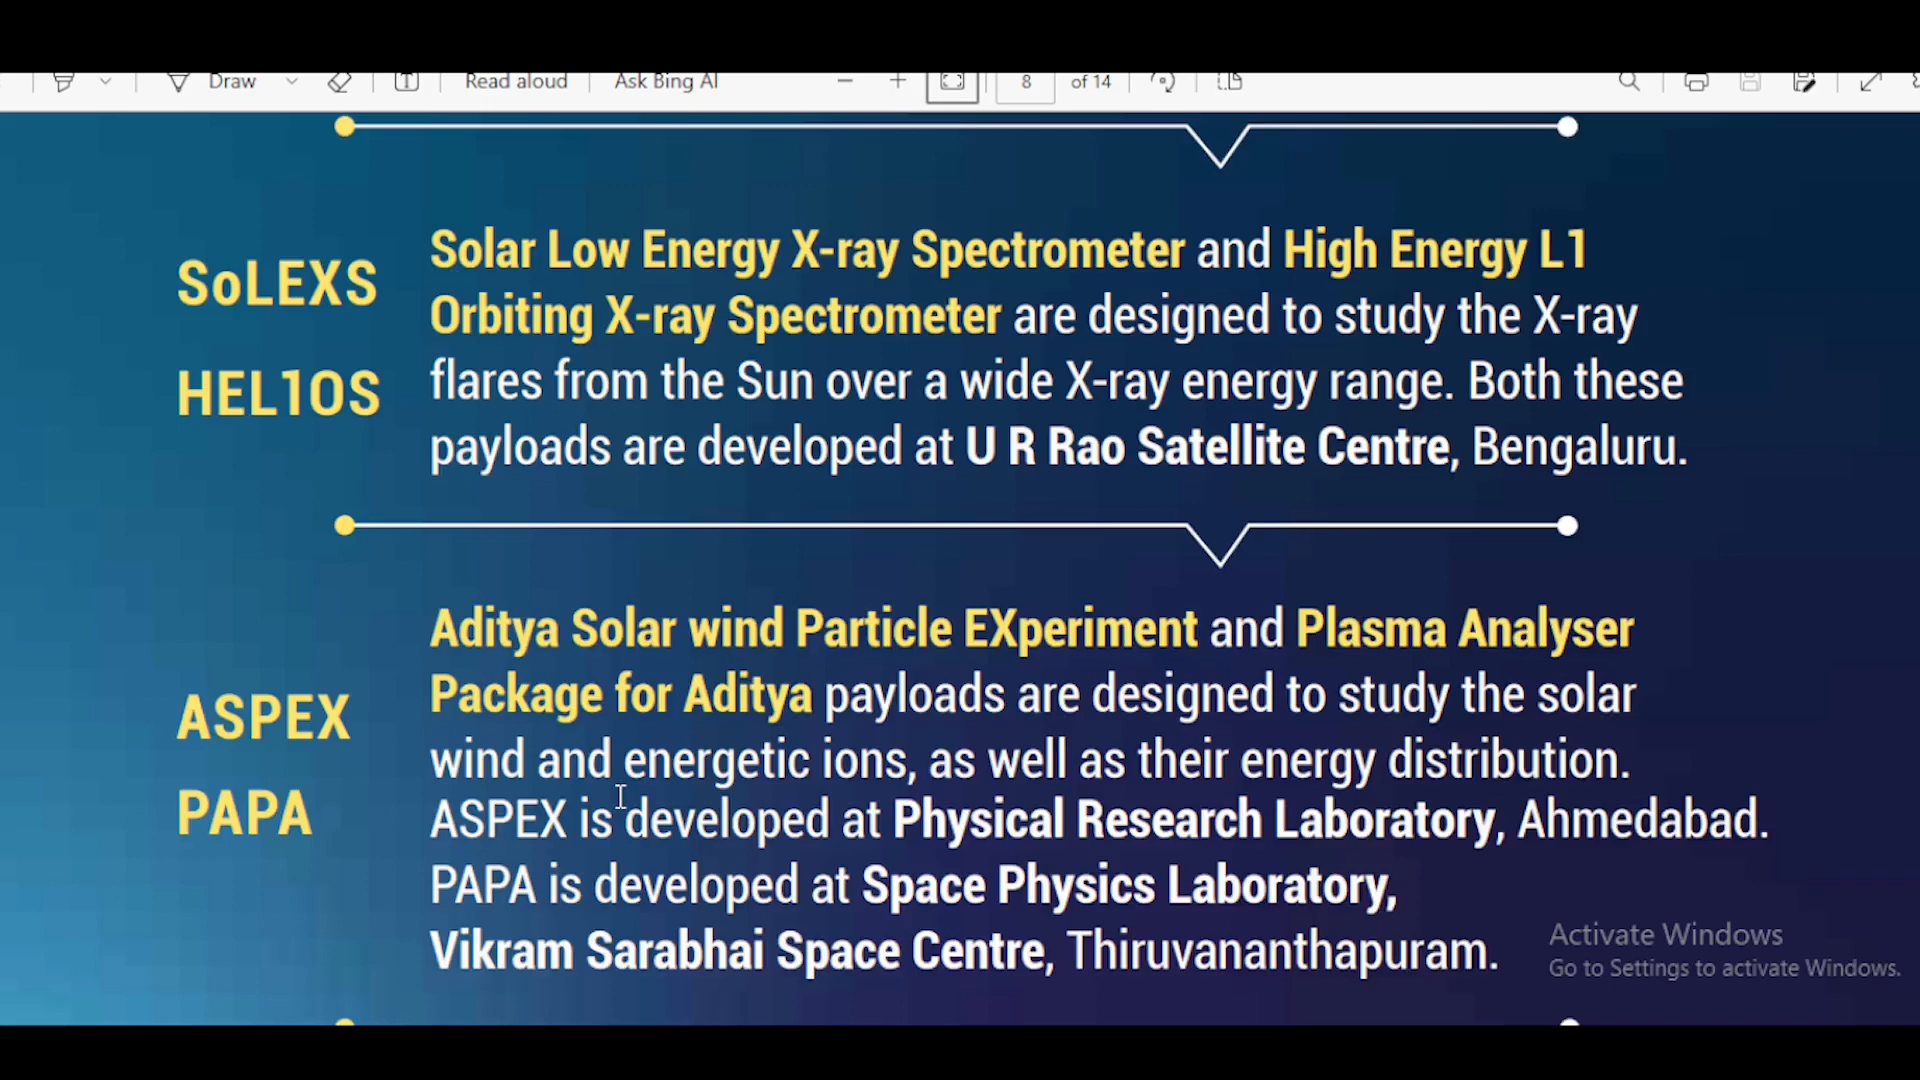 Draw
Read aloud
Ask Bing AI
8 of 14
SoLEXS
HEL1OS
Solar Low Energy X-ray Spectrometer and High Energy L1
Orbiting X-ray Spectrometer are designed to study the X-ray
flares from the Sun over a wide X-ray energy range. Both these
payloads are developed at U R Rao Satellite Centre, Bengaluru.
ASPEX
PAPA
Aditya Solar wind Particle EXperiment and Plasma Analyser
Package for Aditya payloads are designed to study the solar
wind and energetic ions, as well as their energy distribution.
ASPEX is developed at Physical Research Laboratory, Ahmedabad.
PAPA is developed at Space Physics Laboratory,
Vikram Sarabhai Space Centre, Thiruvananthapuram.
Activate Windows
Go to Settings to activate Windows.